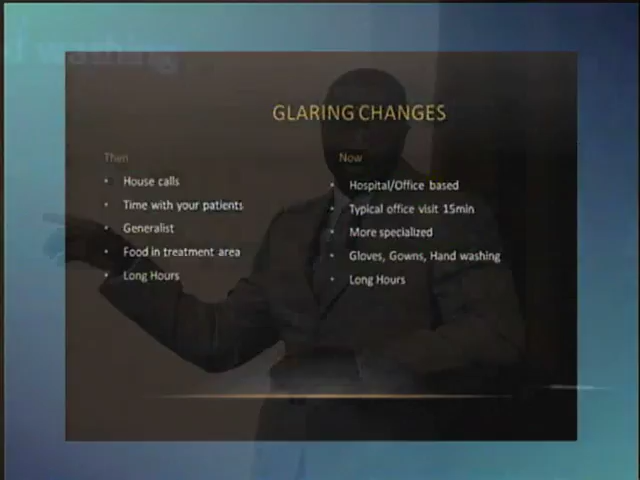 washing
GLARING CHANGES
Then
• House calls
• Time with your patients
• Generalist
• Food in treatment area
• Long Hours
Now
• Hospital/Office based
• Typical office visit 15min
• More specialized
• Gloves, Gowns, Hand washing
• Long Hours